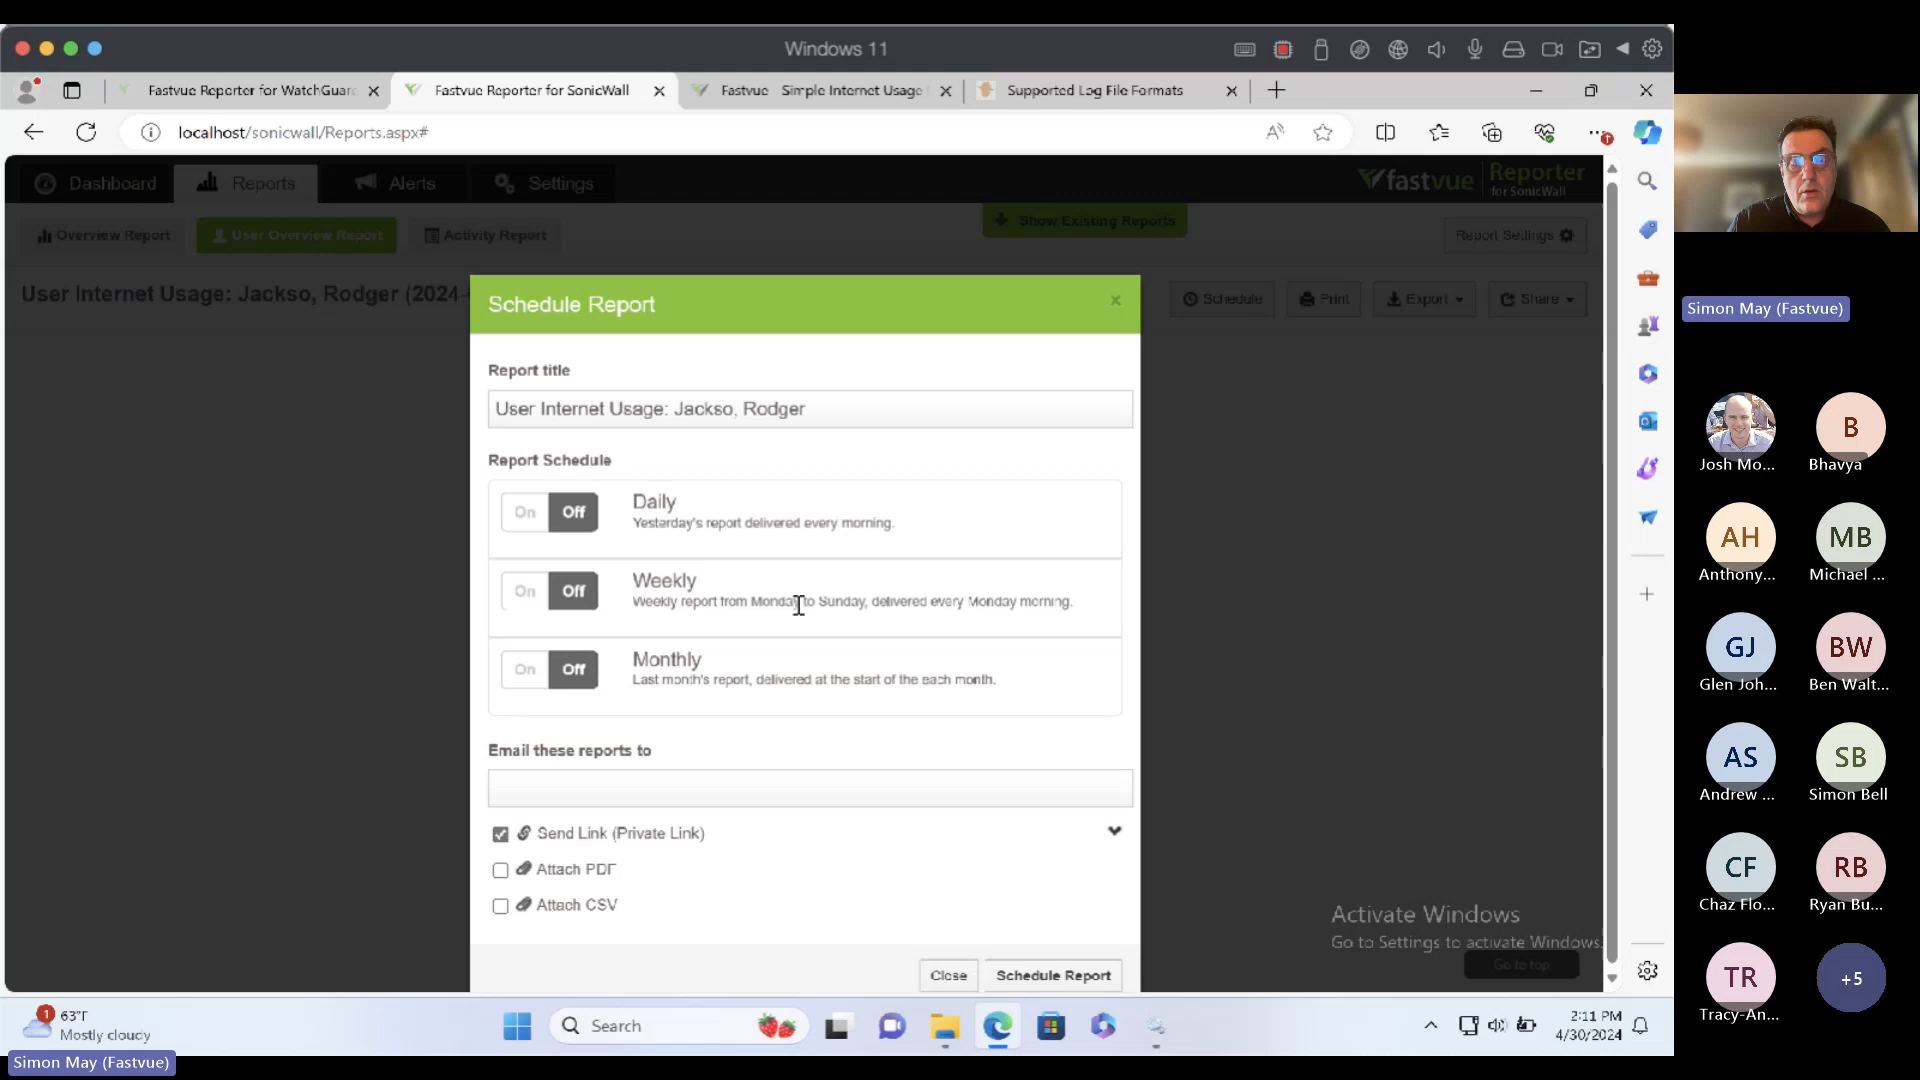 Windows 11
Fastvue Reporter for WatchGuard
Fastvue Reporter for SonicWall
Fastvue Simple Internet Usage
Supported Log File Formats
localhost/sonicwall/Reports.aspx#
Dashboard
Reports
Alerts
Settings
fastvue
Reporter
for SonicWall
Overview Report
User Overview Report
Activity Report
Show Existing Reports
Report Settings
User Internet Usage: Jackso, Rodger (2024-
Schedule
Print
Export
Share
Schedule Report
Report title
User Internet Usage: Jackso, Rodger
Report Schedule
On Off
Daily
Yesterday's report delivered every morning.
On Off
Weekly
Weekly report from Monday to Sunday, delivered every Monday morning.
On Off
Monthly
Last month's report, delivered at the start of the each month.
Email these reports to
Send Link (Private Link)
Attach PDF
Attach CSV
Close
Schedule Report
Activate Windows
Go to Settings to activate Windows.
Go to top
1
63°F
Mostly cloudy
Search
2:11 PM
4/30/2024
Simon May (Fastvue)
Simon May (Fastvue)
Josh Mo...
B
Bhavya
AH
Anthony...
MB
Michael ...
GJ
Glen Joh...
BW
Ben Walt...
AS
Andrew ...
SB
Simon Bell
CF
Chaz Flo...
RB
Ryan Bu...
TR
Tracy-An...
+5